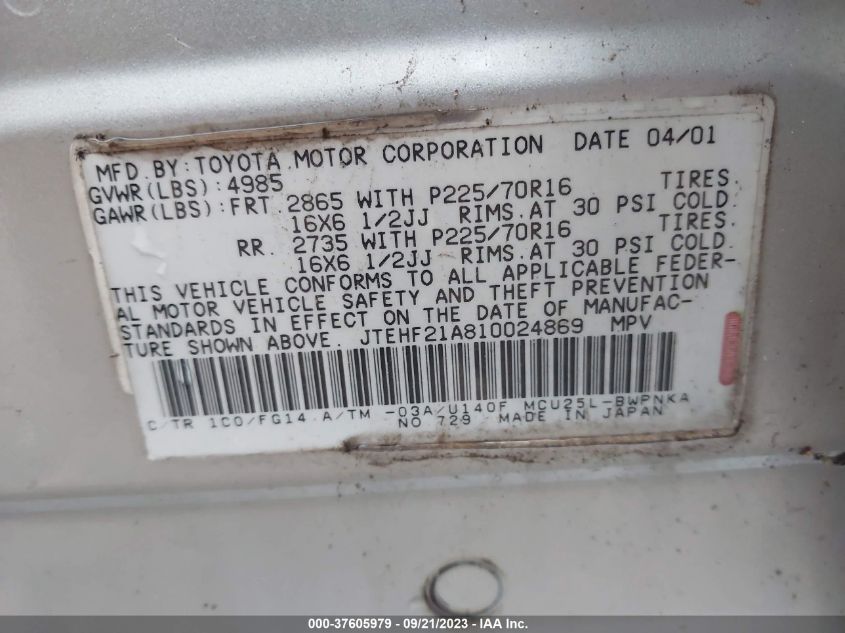 MFD. BY: TOYOTA MOTOR CORPORATION DATE 04/01
GVWR(LBS):4985
GAWR(LBS):FRT 2865 WITH P225/70R16 TIRES,
16X6 1/2JJ RIMS, AT 30 PSI COLD.
RR. 2735 WITH P225/70R16 TIRES,
16X6 1/2JJ RIMS, AT 30 PSI COLD.
THIS VEHICLE CONFORMS TO ALL APPLICABLE FEDER-
AL MOTOR VEHICLE SAFETY AND THEFT PREVENTION
STANDARDS IN EFFECT ON THE DATE OF MANUFAC-
TURE SHOWN ABOVE. JTEHF21A810024869 MPV
C/TR 1C0/FG14 A/TM -03A/U140F MCU25L-BWPNKA
NO 729 MADE IN JAPAN
000-37605979 - 09/21/2023 - IAA Inc.